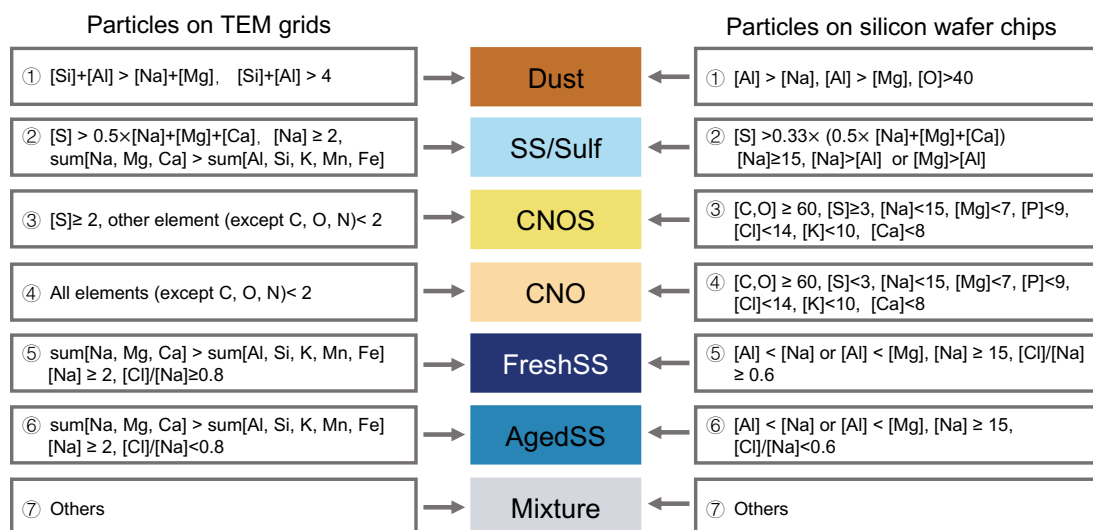 Particles on TEM grids
Particles on silicon wafer chips
① [Si]+[Al] > [Na]+[Mg], [Si]+[Al] > 4
Dust
① [Al] > [Na], [Al] > [Mg], [O]>40
② [S] > 0.5×[Na]+[Mg]+[Ca], [Na] ≥ 2,
sum[Na, Mg, Ca] > sum[Al, Si, K, Mn, Fe]
SS/Sulf
② [S] >0.33× (0.5× [Na]+[Mg]+[Ca])
[Na]≥15, [Na]>[Al] or [Mg]>[Al]
③ [S]≥ 2, other element (except C, O, N)< 2
CNOS
③ [C,O] ≥ 60, [S]≥3, [Na]<15, [Mg]<7, [P]<9,
[Cl]<14, [K]<10, [Ca]<8
④ All elements (except C, O, N)< 2
CNO
④ [C,O] ≥ 60, [S]<3, [Na]<15, [Mg]<7, [P]<9,
[Cl]<14, [K]<10, [Ca]<8
⑤ sum[Na, Mg, Ca] > sum[Al, Si, K, Mn, Fe]
[Na] ≥ 2, [Cl]/[Na]≥0.8
FreshSS
⑤ [Al] < [Na] or [Al] < [Mg], [Na] ≥ 15, [Cl]/[Na]
≥ 0.6
⑥ sum[Na, Mg, Ca] > sum[Al, Si, K, Mn, Fe]
[Na] ≥ 2, [Cl]/[Na]<0.8
AgedSS
⑥ [Al] < [Na] or [Al] < [Mg], [Na] ≥ 15,
[Cl]/[Na]<0.6
⑦ Others
Mixture
⑦ Others